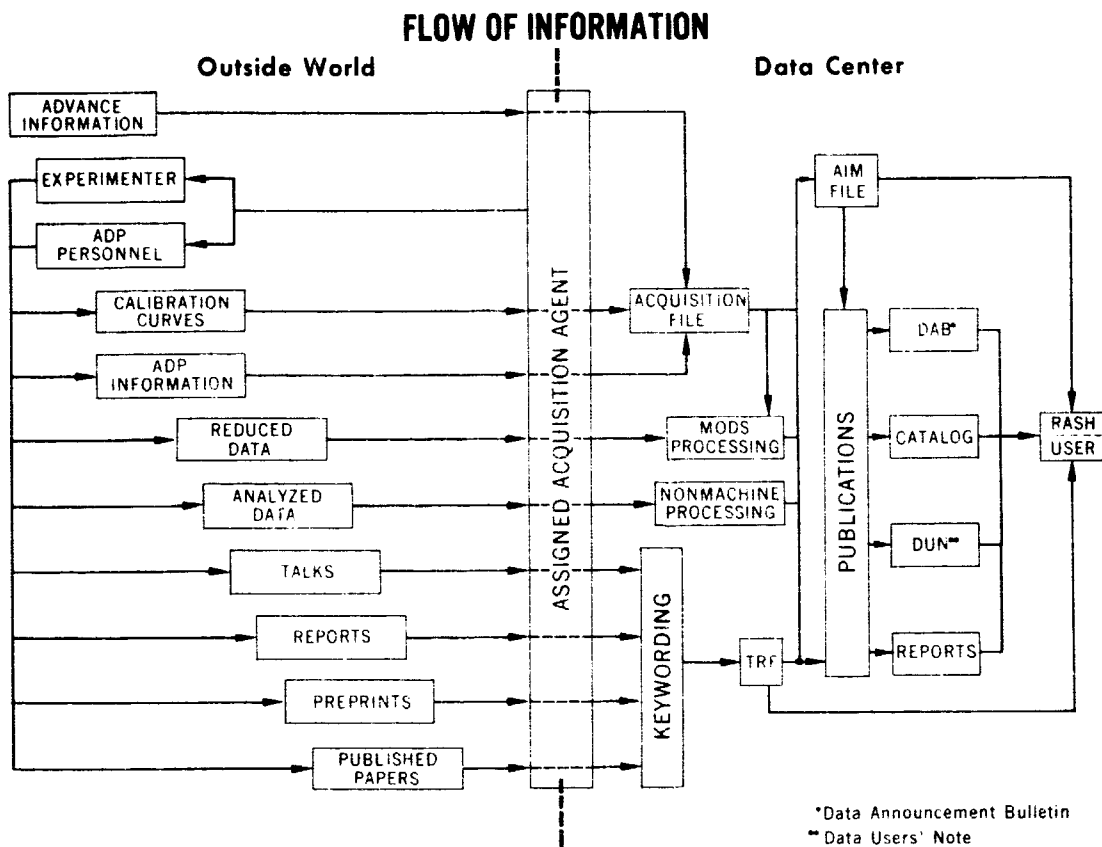 FLOW OF INFORMATION
Outside World
Data Center
ADVANCE
INFORMATION
EXPERIMENTER
ADP
PERSONNEL
CALIBRATION
CURVES
ADP
INFORMATION
REDUCED
DATA
ANALYZED
DATA
TALKS
REPORTS
PREPRINTS
PUBLISHED
PAPERS
ASSIGNED ACQUISITION AGENT
ACQUISITION
FILE
MODS
PROCESSING
NONMACHINE
PROCESSING
KEYWORDING
TRF
AIM
FILE
PUBLICATIONS
DAB*
CATALOG
DUN**
REPORTS
RASH
USER
*Data Announcement Bulletin
**Data Users' Note